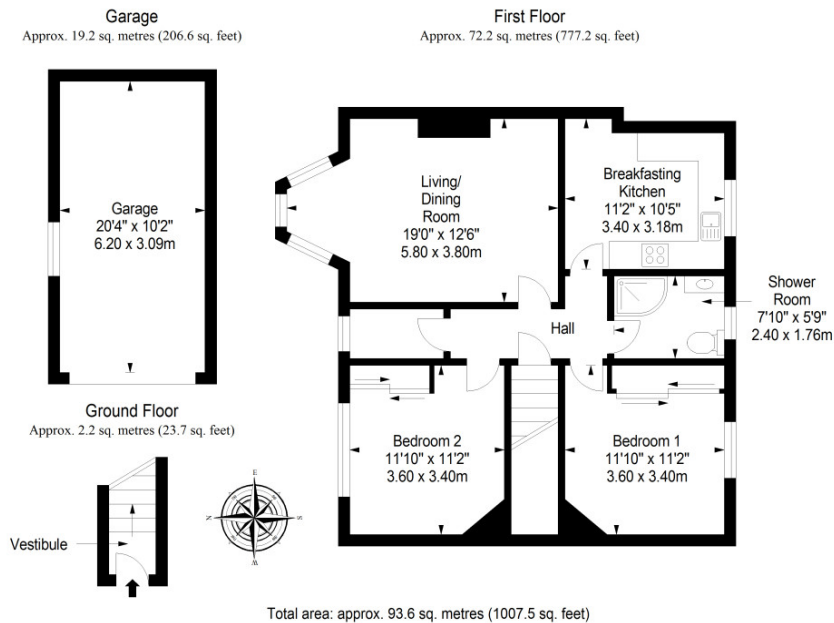 Garage
Approx. 19.2 sq. metres (206.6 sq. feet)
First Floor
Approx. 72.2 sq. metres (777.2 sq. feet)
Garage
20'4" x 10'2"
6.20 x 3.09m
Living/
Dining
Room
19'0" x 12'6"
5.80 x 3.80m
Breakfasting
Kitchen
11'2" x 10'5"
3.40 x 3.18m
Shower
Room
7'10" x 5'9"
2.40 x 1.76m
Hall
Ground Floor
Approx. 2.2 sq. metres (23.7 sq. feet)
Bedroom 2
11'10" x 11'2"
3.60 x 3.40m
Bedroom 1
11'10" x 11'2"
3.60 x 3.40m
Vestibule
E
N
S
W
Total area: approx. 93.6 sq. metres (1007.5 sq. feet)